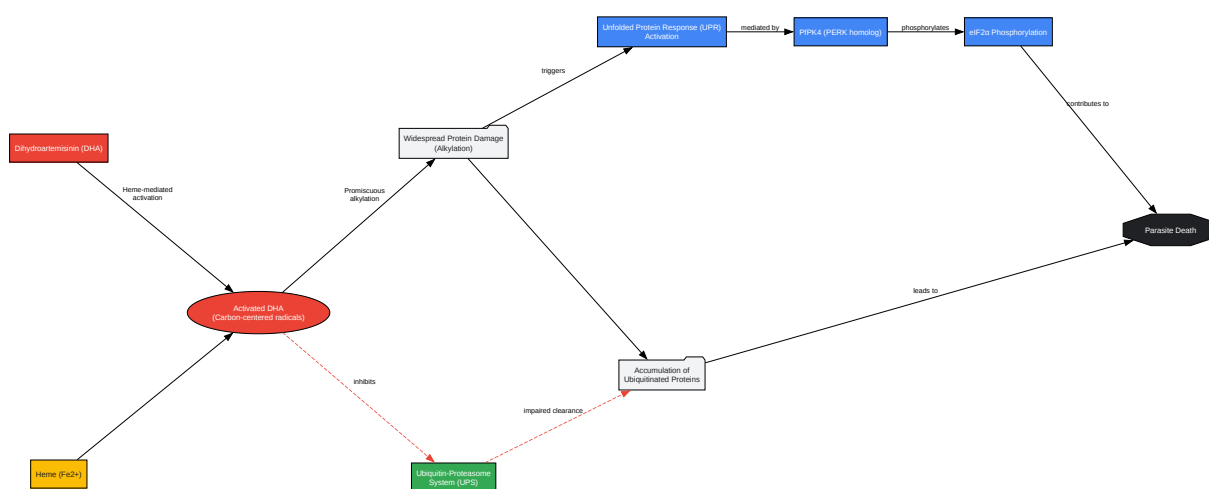 Unfolded Protein Response (UPR)
Activation
mediated by
PfPK4 (PERK homolog)
phosphorylates
eIF2α Phosphorylation
triggers
contributes to
Widespread Protein Damage
(Alkylation)
Dihydroartemisinin (DHA)
Heme-mediated
activation
Promiscuous
alkylation
Parasite Death
leads to
Activated DHA
(Carbon-centered radicals)
inhibits
Accumulation of
Ubiquitinated Proteins
impaired clearance
Heme (Fe2+)
Ubiquitin-Proteasome
System (UPS)